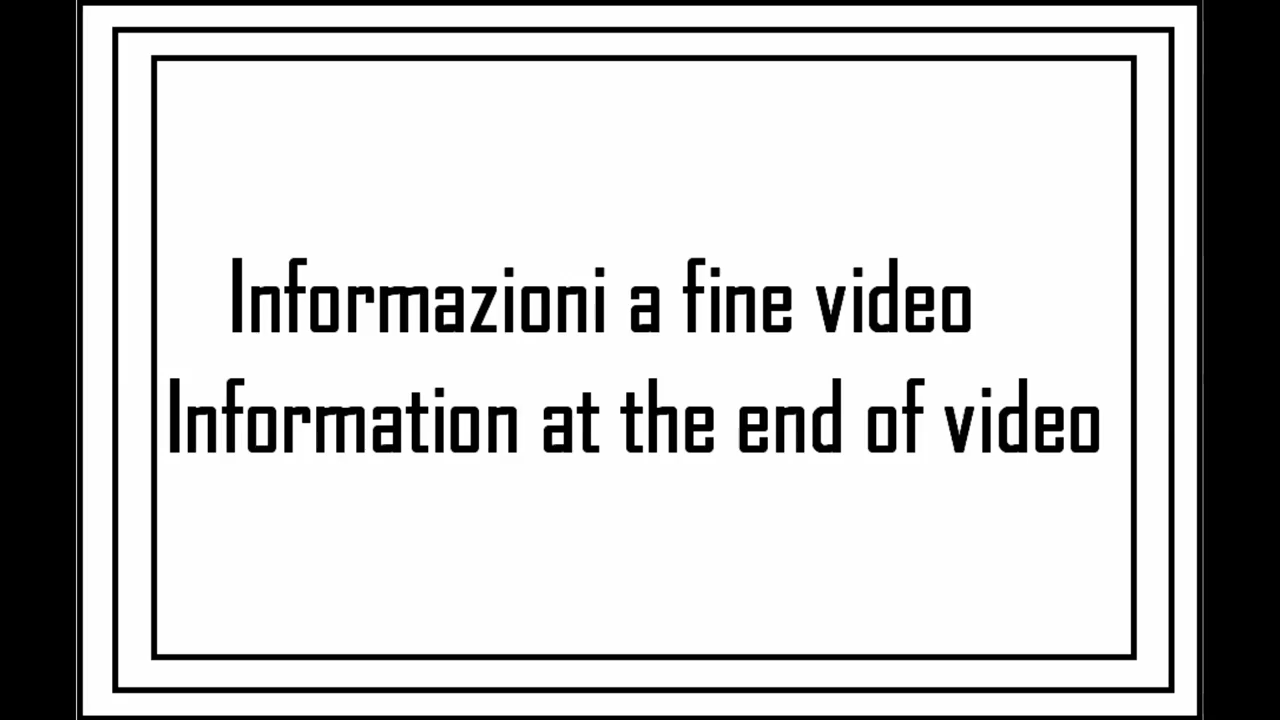 Informazioni a fine video
Information at the end of video